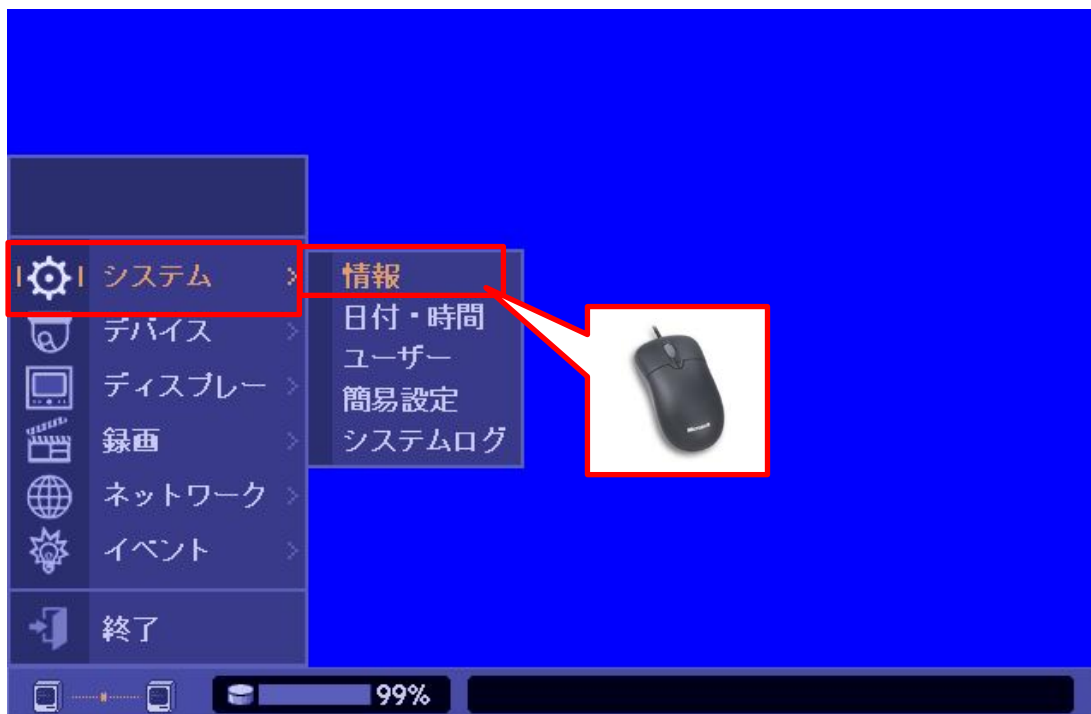 システム
情報
日付・時間
デバイス
ユーザー
ディスプレー
簡易設定
録画
システムログ
ネットワーク
イベント
終了
99%